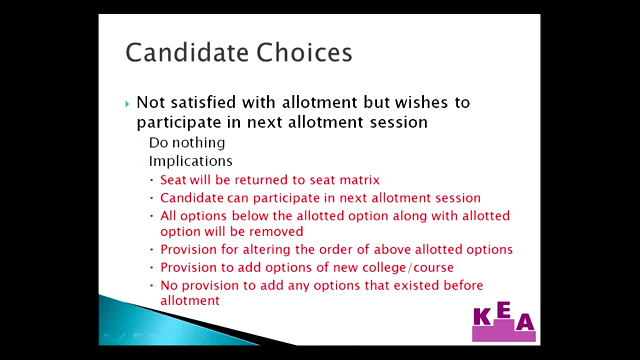 Candidate Choices
Not satisfied with allotment but wishes to
participate in next allotment session
Do nothing
Implications
• Seat will be returned to seat matrix
• Candidate can participate in next allotment session
• All options below the allotted option along with allotted
option will be removed
• Provision for altering the order of above allotted options
• Provision to add options of new college/course
• No provision to add any options that existed before
allotment
KEA